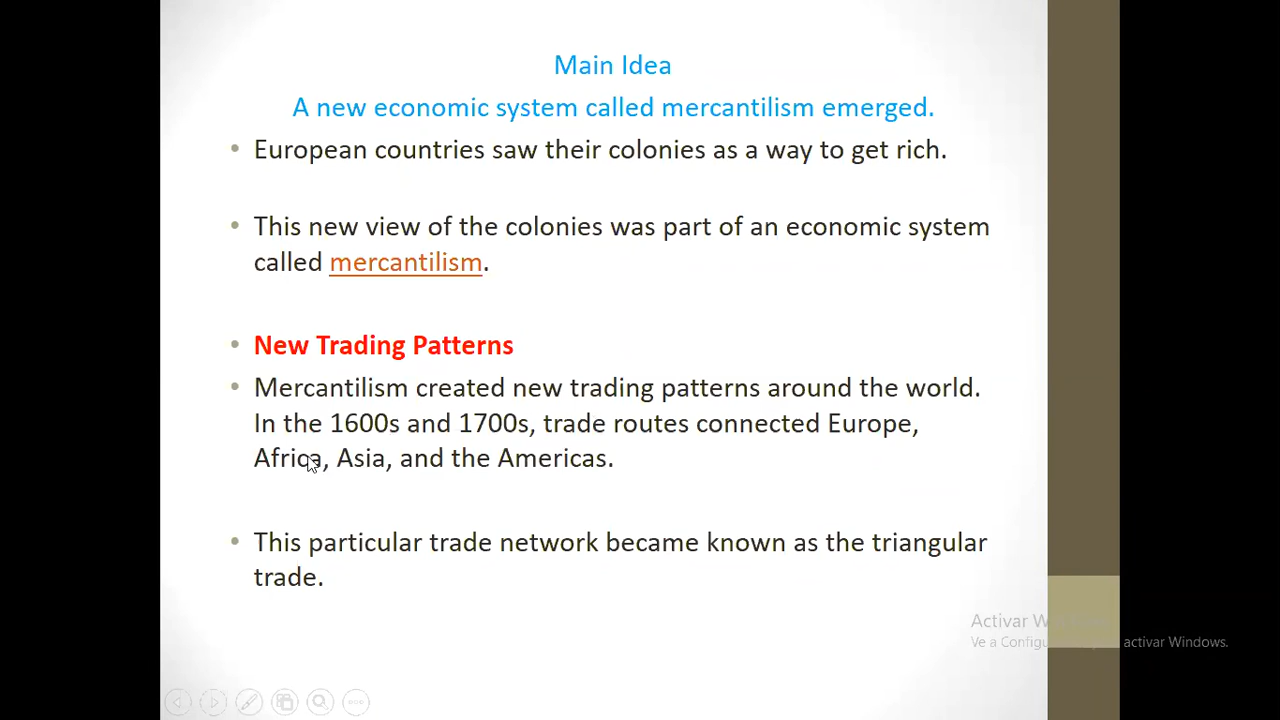 Main Idea
A new economic system called mercantilism emerged.
• European countries saw their colonies as a way to get rich.
• This new view of the colonies was part of an economic system
called mercantilism.
• New Trading Patterns
• Mercantilism created new trading patterns around the world.
In the 1600s and 1700s, trade routes connected Europe,
Africa, Asia, and the Americas.
• This particular trade network became known as the triangular
trade.
Activar Windows
Ve a Configu activar Windows.